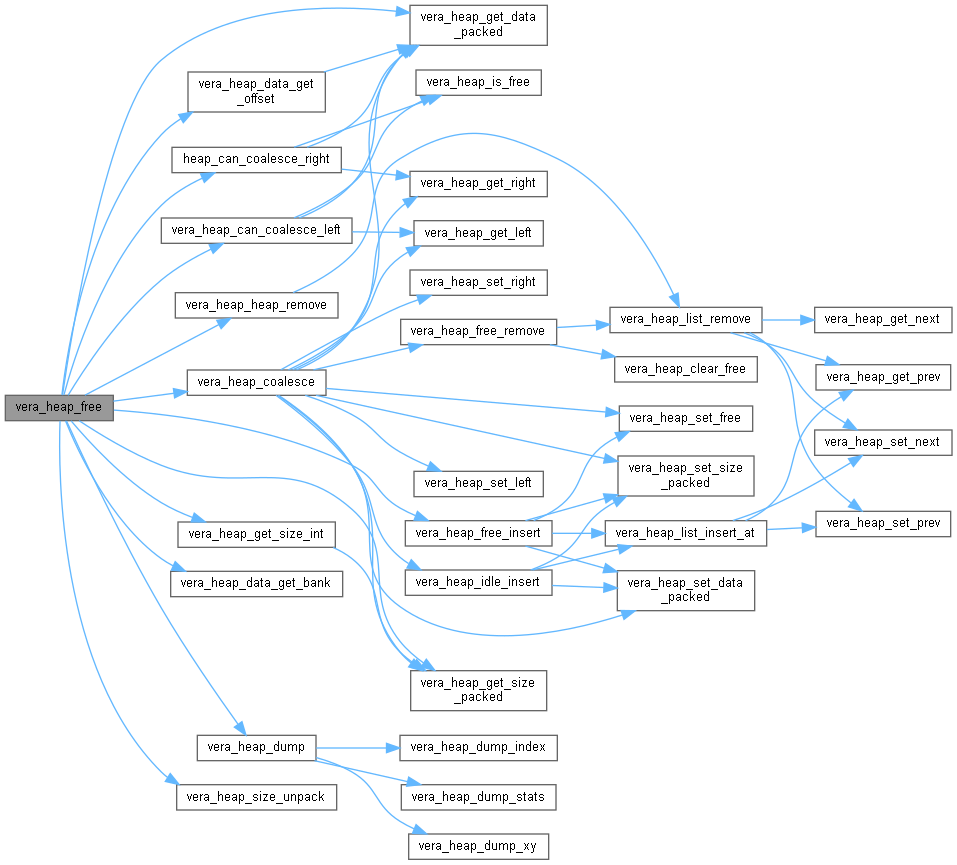 vera_heap_free
vera_heap_get_data
_packed
vera_heap_data_get
_offset
vera_heap_is_free
heap_can_coalesce_right
vera_heap_get_right
vera_heap_can_coalesce_left
vera_heap_get_left
vera_heap_set_right
vera_heap_heap_remove
vera_heap_free_remove
vera_heap_list_remove
vera_heap_get_next
vera_heap_clear_free
vera_heap_get_prev
vera_heap_coalesce
vera_heap_set_free
vera_heap_set_next
vera_heap_set_left
vera_heap_set_size
_packed
vera_heap_get_size_int
vera_heap_free_insert
vera_heap_list_insert_at
vera_heap_set_prev
vera_heap_data_get_bank
vera_heap_idle_insert
vera_heap_set_data
_packed
vera_heap_get_size
_packed
vera_heap_dump
vera_heap_dump_index
vera_heap_size_unpack
vera_heap_dump_stats
vera_heap_dump_xy